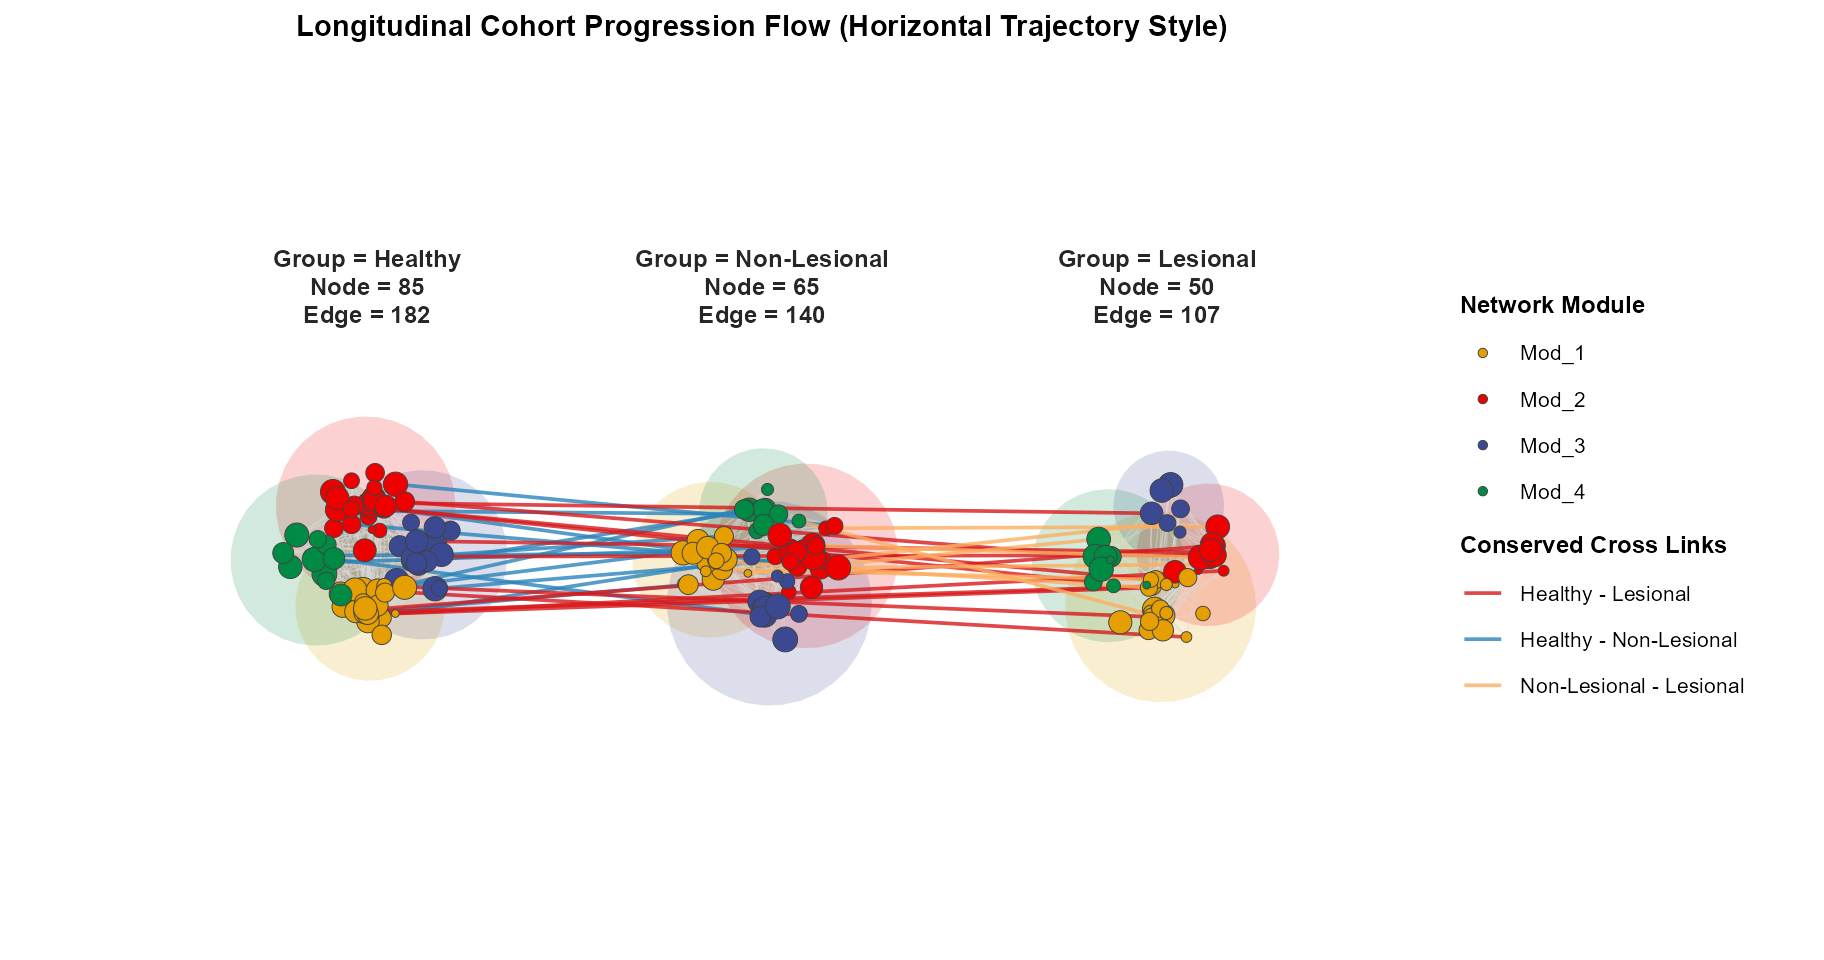 Longitudinal Cohort Progression Flow (Horizontal Trajectory Style)
Group = Healthy
Node = 85
Edge = 182
Group = Non-Lesional
Node = 65
Edge = 140
Group = Lesional
Node = 50
Edge = 107
Network Module
Mod_1
Mod_2
Mod_3
Mod_4
Conserved Cross Links
Healthy - Lesional
Healthy - Non-Lesional
Non-Lesional - Lesional